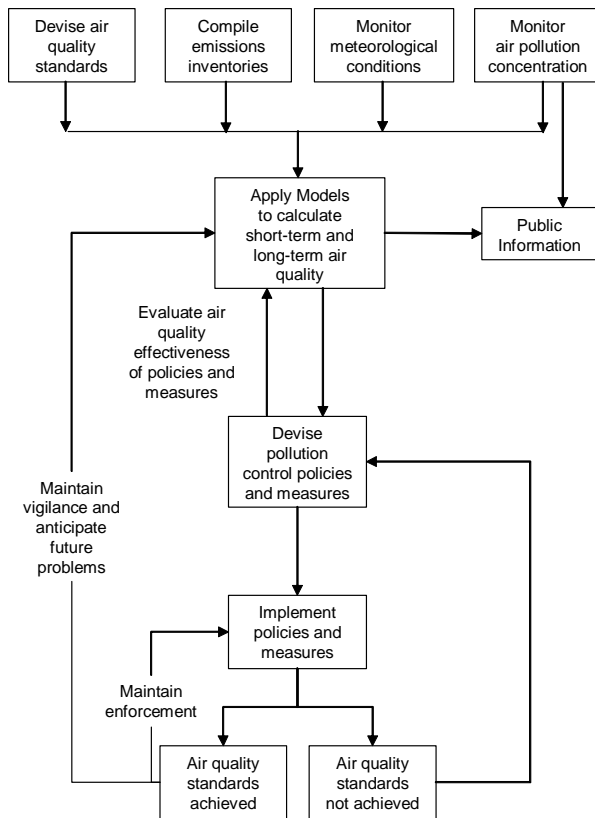 Devise air
quality
standards
Compile
emissions
inventories
Monitor
meteorological
conditions
Monitor
air pollution
concentration
Apply Models
to calculate
short-term and
long-term air
quality
Public
Information
Evaluate air
quality
effectiveness
of policies and
measures
Devise
pollution
control policies
and measures
Maintain
vigilance and
anticipate
future
problems
Implement
policies and
measures
Maintain
enforcement
Air quality
standards
achieved
Air quality
standards
not achieved